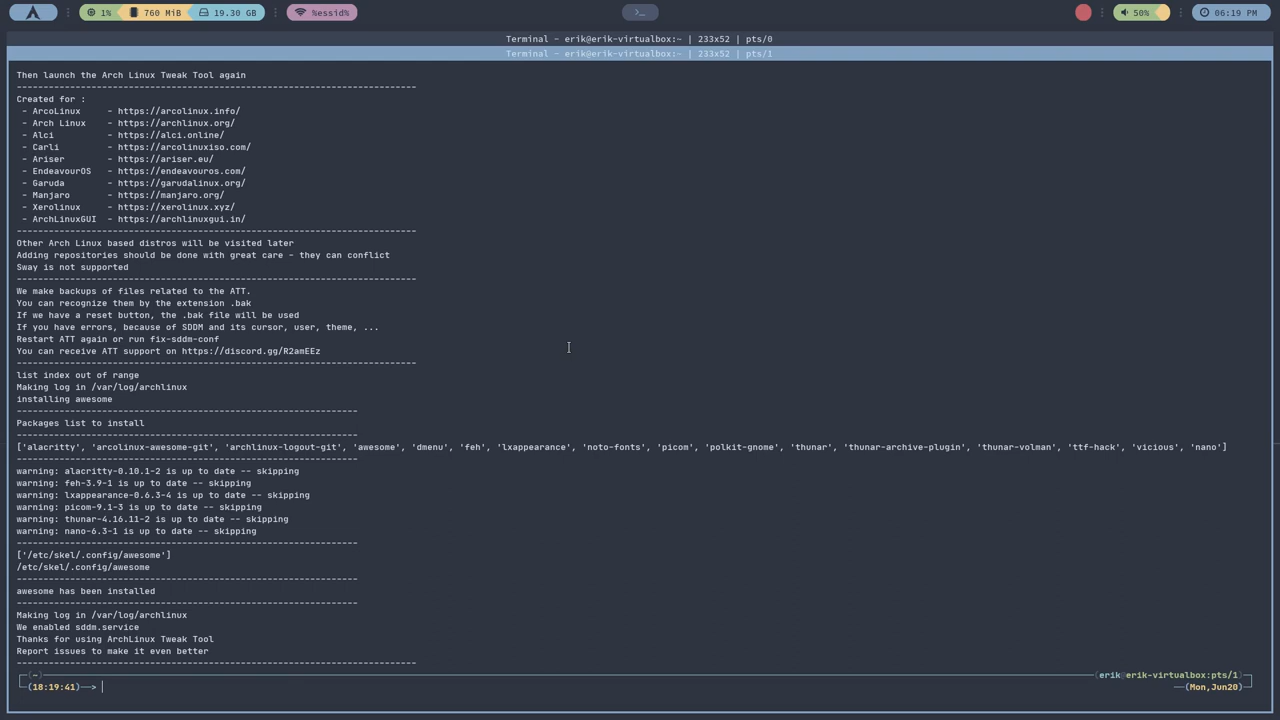 1% 760 MiB 19.30 GB %essid% >_ 50% 06:19 PM
Terminal - erik@erik-virtualbox:~ | 233x52 | pts/0
Terminal - erik@erik-virtualbox:~ | 233x52 | pts/1
Then launch the Arch Linux Tweak Tool again
---------------------------------------------------------------------------
Created for :
- ArcoLinux - https://arcolinux.info/
- Arch Linux - https://archlinux.org/
- Alci - https://alci.online/
- Carli - https://arcolinuxiso.com/
- Ariser - https://ariser.eu/
- EndeavourOS - https://endeavouros.com/
- Garuda - https://garudalinux.org/
- Manjaro - https://manjaro.org/
- Xerolinux - https://xerolinux.xyz/
- ArchLinuxGUI - https://archlinuxgui.in/
---------------------------------------------------------------------------
Other Arch Linux based distros will be visited later
Adding repositories should be done with great care - they can conflict
Sway is not supported
---------------------------------------------------------------------------
We make backups of files related to the ATT.
You can recognize them by the extension .bak
If we have a reset button, the .bak file will be used
If you have errors, because of SDDM and its cursor, user, theme, ...
Restart ATT again or run fix-sddm-conf
You can receive ATT support on https://discord.gg/R2amEEz
---------------------------------------------------------------------------
list index out of range
Making log in /var/log/archlinux
installing awesome
----------------------------------------------------------------
Packages list to install
----------------------------------------------------------------
['alacritty', 'arcolinux-awesome-git', 'archlinux-logout-git', 'awesome', 'dmenu', 'feh', 'lxappearance', 'noto-fonts', 'picom', 'polkit-gnome', 'thunar', 'thunar-archive-plugin', 'thunar-volman', 'ttf-hack', 'vicious', 'nano']
----------------------------------------------------------------
warning: alacritty-0.10.1-2 is up to date -- skipping
warning: feh-3.9-1 is up to date -- skipping
warning: lxappearance-0.6.3-4 is up to date -- skipping
warning: picom-9.1-3 is up to date -- skipping
warning: thunar-4.16.11-2 is up to date -- skipping
warning: nano-6.3-1 is up to date -- skipping
----------------------------------------------------------------
['/etc/skel/.config/awesome']
/etc/skel/.config/awesome
----------------------------------------------------------------
awesome has been installed
----------------------------------------------------------------
Making log in /var/log/archlinux
We enabled sddm.service
Thanks for using ArchLinux Tweak Tool
Report issues to make it even better
---------------------------------------------------------------------------
(~) (erik@erik-virtualbox:pts/1)
(18:19:41)──> (Mon,Jun20)